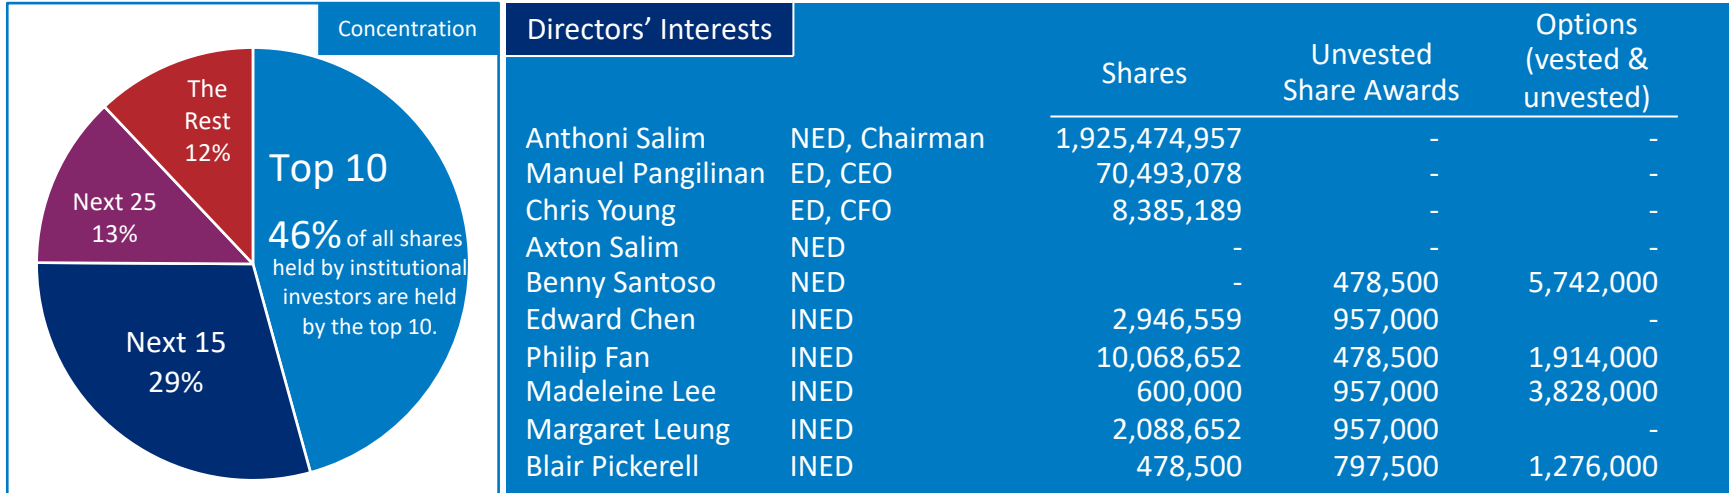 Concentration
The
Rest
12%
Top 10
46% of all shares
held by institutional
investors are held
by the top 10.
Next 25
13%
Next 15
29%
Directors’ Interests
Shares
Unvested
Share Awards
Options
(vested &
unvested)
Anthoni Salim NED, Chairman 1,925,474,957 - -
Manuel Pangilinan ED, CEO 70,493,078 - -
Chris Young ED, CFO 8,385,189 - -
Axton Salim NED - - -
Benny Santoso NED - 478,500 5,742,000
Edward Chen INED 2,946,559 957,000 -
Philip Fan INED 10,068,652 478,500 1,914,000
Madeleine Lee INED 600,000 957,000 3,828,000
Margaret Leung INED 2,088,652 957,000 -
Blair Pickerell INED 478,500 797,500 1,276,000